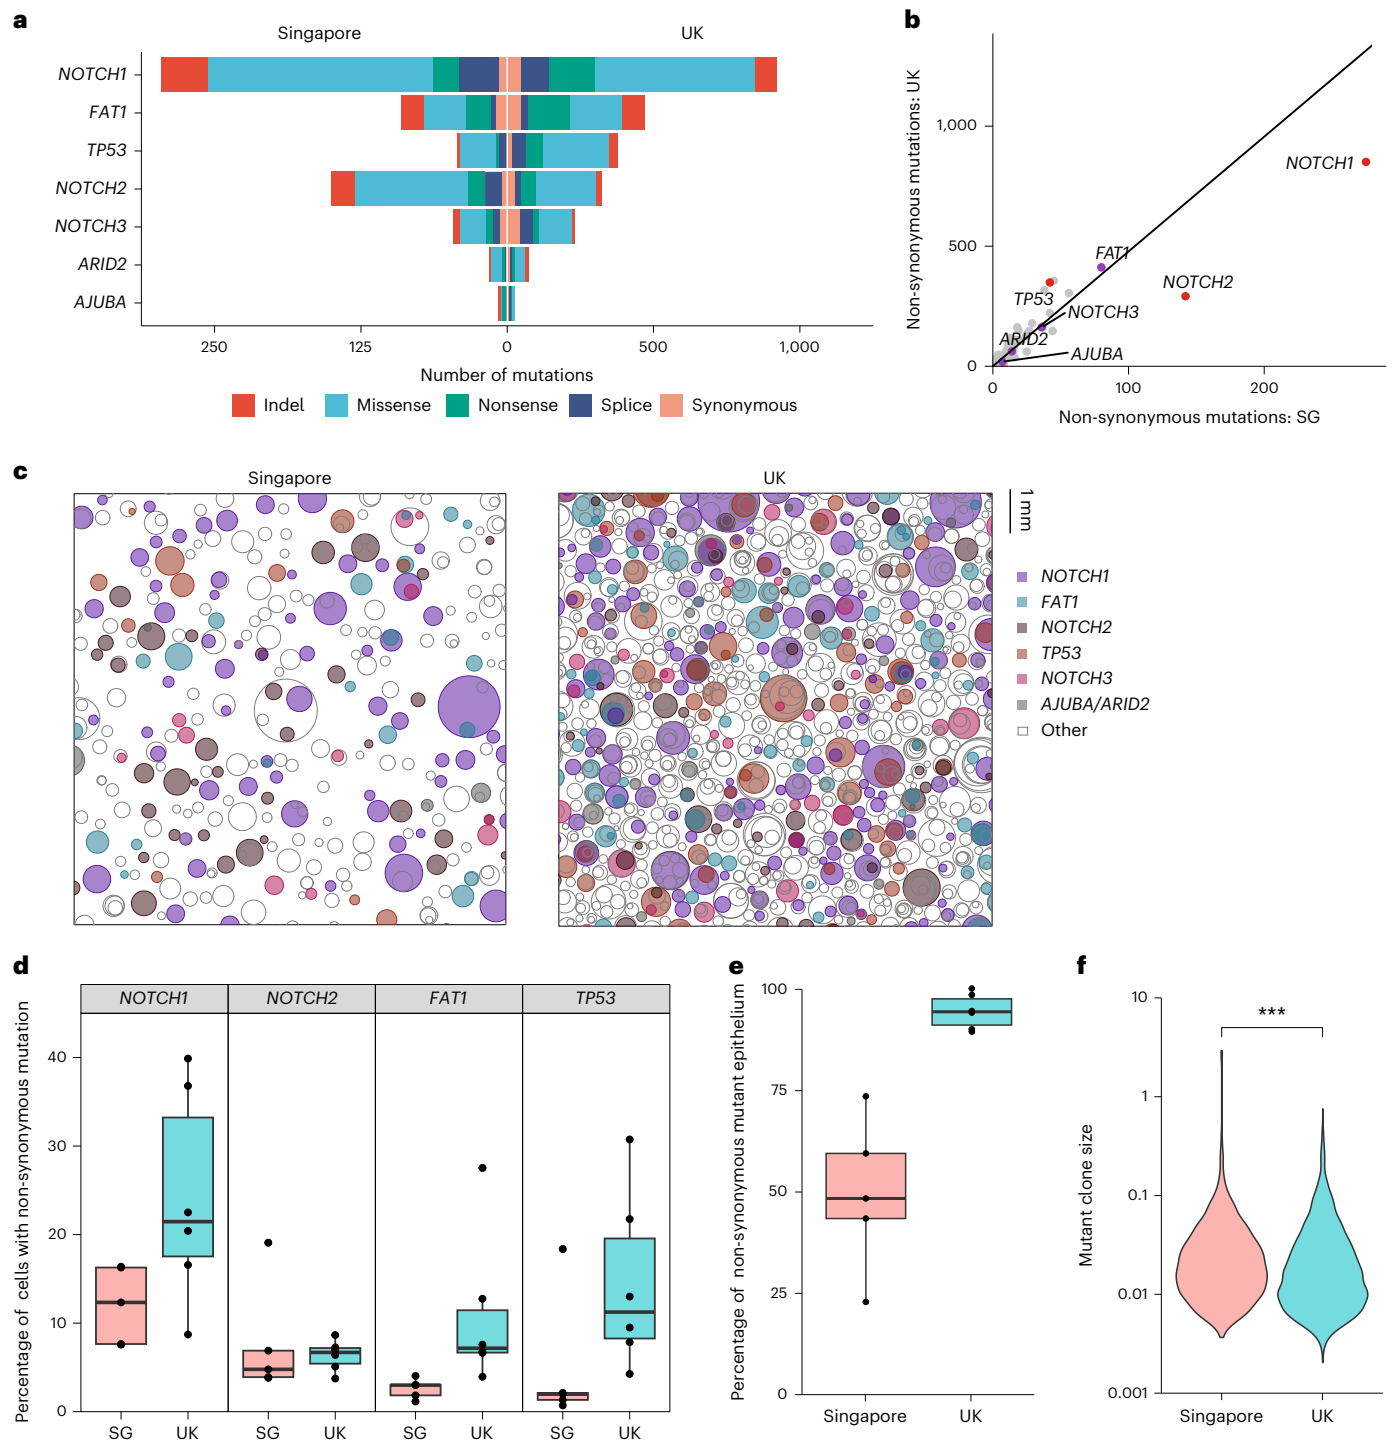 a
Singapore
UK
NOTCH1
FAT1
TP53
NOTCH2
NOTCH3
ARID2
AJUBA
250
125
0
500
1,000
Number of mutations
Indel
Missense
Nonsense
Splice
Synonymous
b
Non-synonymous mutations: UK
1,000
500
0
NOTCH1
FAT1
NOTCH2
TP53
NOTCH3
ARID2
AJUBA
0
100
200
Non-synonymous mutations: SG
c
Singapore
UK
1 mm
NOTCH1
FAT1
NOTCH2
TP53
NOTCH3
AJUBA/ARID2
Other
d
Percentage of cells with non-synonymous mutation
NOTCH1
NOTCH2
FAT1
TP53
40
30
20
10
0
SG
UK
SG
UK
SG
UK
SG
UK
e
Percentage of non-synonymous mutant epithelium
100
75
50
25
0
Singapore
UK
f
Mutant clone size
10
1
0.1
0.01
0.001
***
Singapore
UK